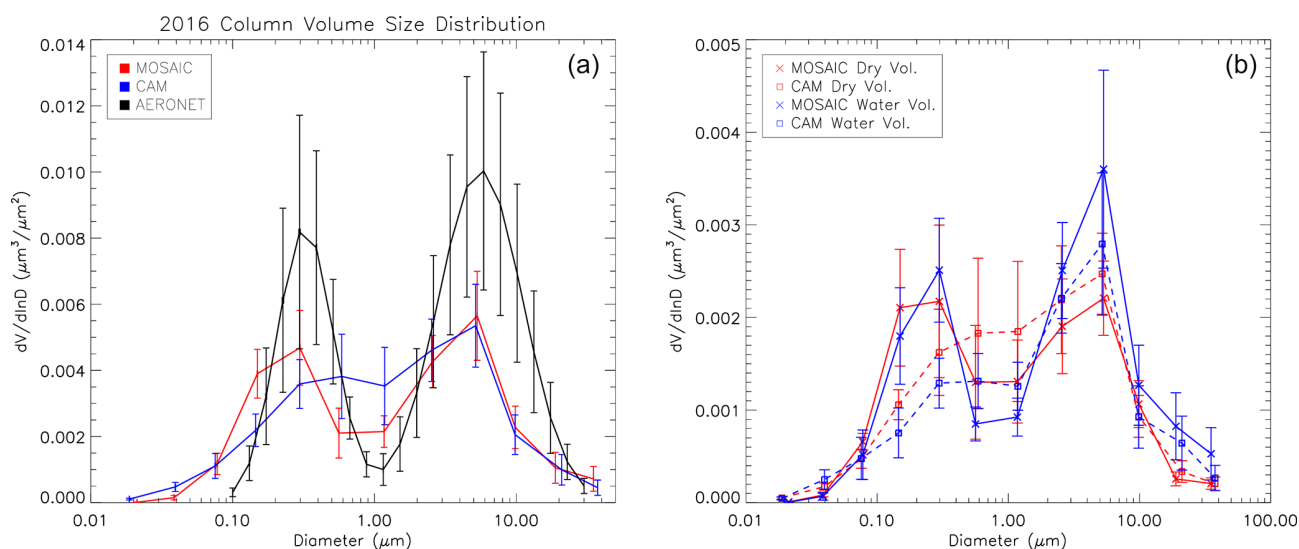 2016 Column Volume Size Distribution
(a)
MOSAIC
CAM
AERONET
dV/dlnD (μm³/μm²)
0.014
0.012
0.010
0.008
0.006
0.004
0.002
0.000
0.01
0.10
1.00
10.00
Diameter (μm)
(b)
MOSAIC Dry Vol.
CAM Dry Vol.
MOSAIC Water Vol.
CAM Water Vol.
dV/dlnD (μm³/μm²)
0.005
0.004
0.003
0.002
0.001
0.000
0.01
0.10
1.00
10.00
100.00
Diameter (μm)